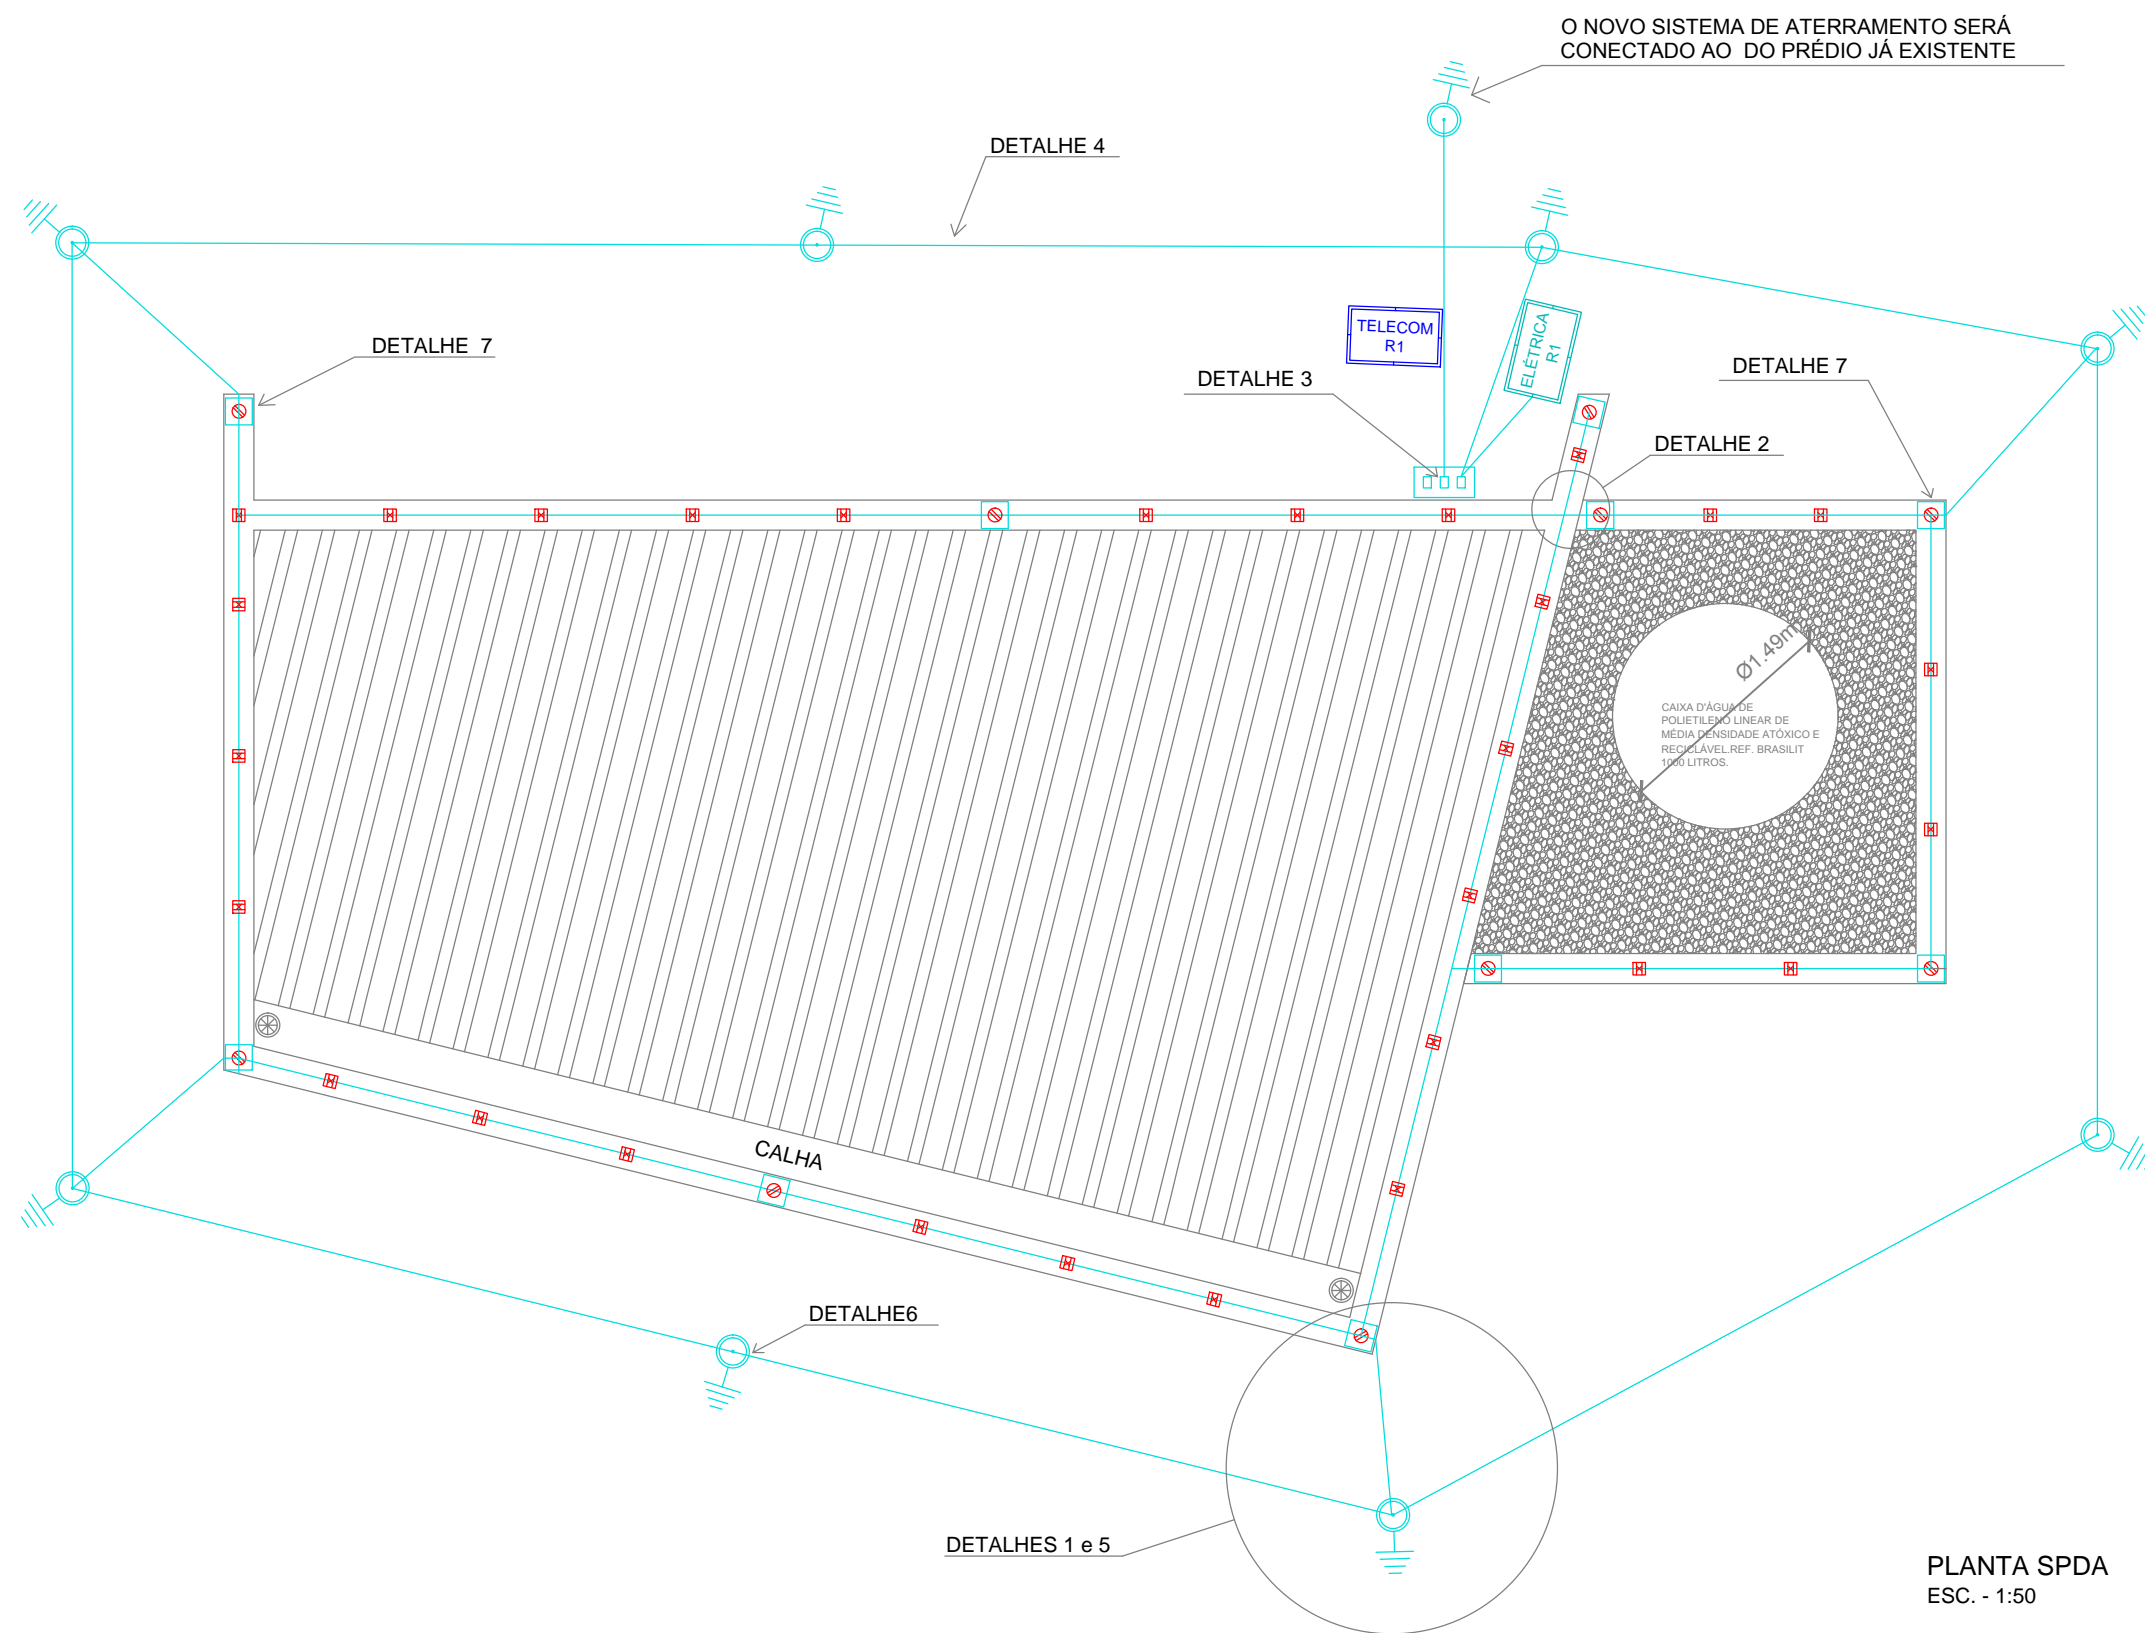 O NOVO SISTEMA DE ATERRAMENTO SERÁ
CONECTADO AO DO PRÉDIO JÁ EXISTENTE
DETALHE 4
TELECOM
R1
ELÉTRICA
R1
DETALHE 7
DETALHE 3
DETALHE 7
DETALHE 2
Ø1.49m
CAIXA D'ÁGUA DE
POLIETILENO LINEAR DE
MÉDIA DENSIDADE ATÓXICO E
RECICLÁVEL.REF. BRASILIT
1000 LITROS.
CALHA
DETALHE6
DETALHES 1 e 5
PLANTA SPDA
ESC. - 1:50